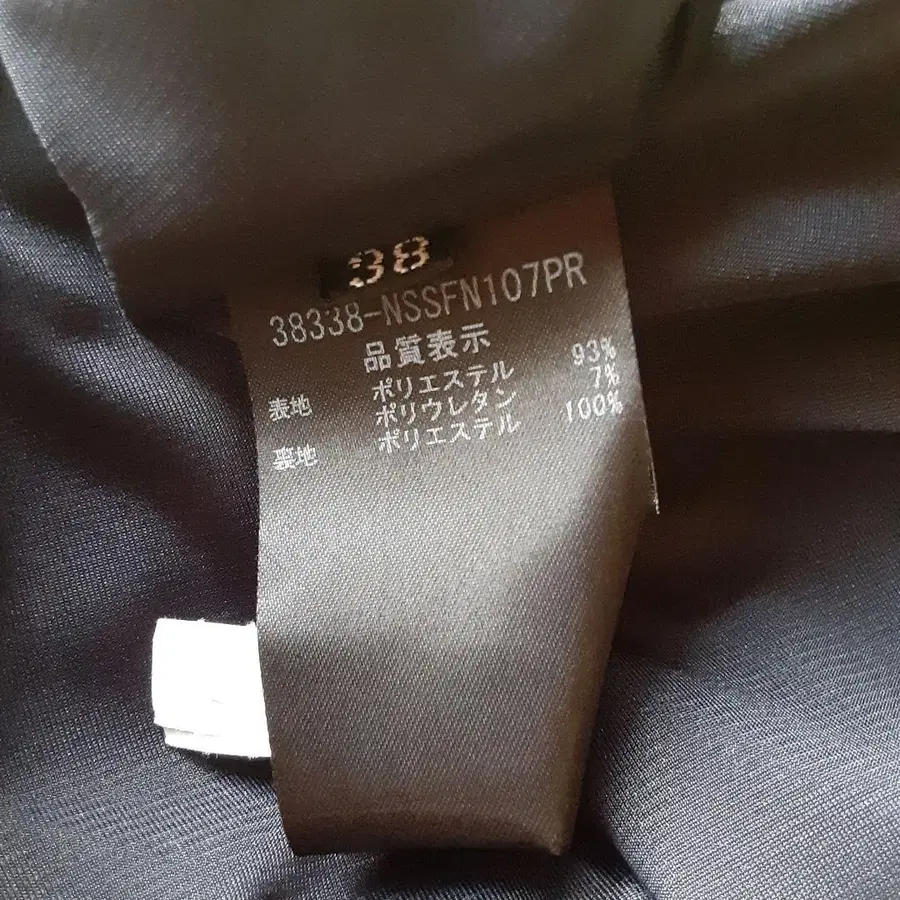 38
38338-NSSFN107PR
品質表示
表地 ポリエステル 93%
ポリウレタン 7%
裏地 ポリエステル 100%